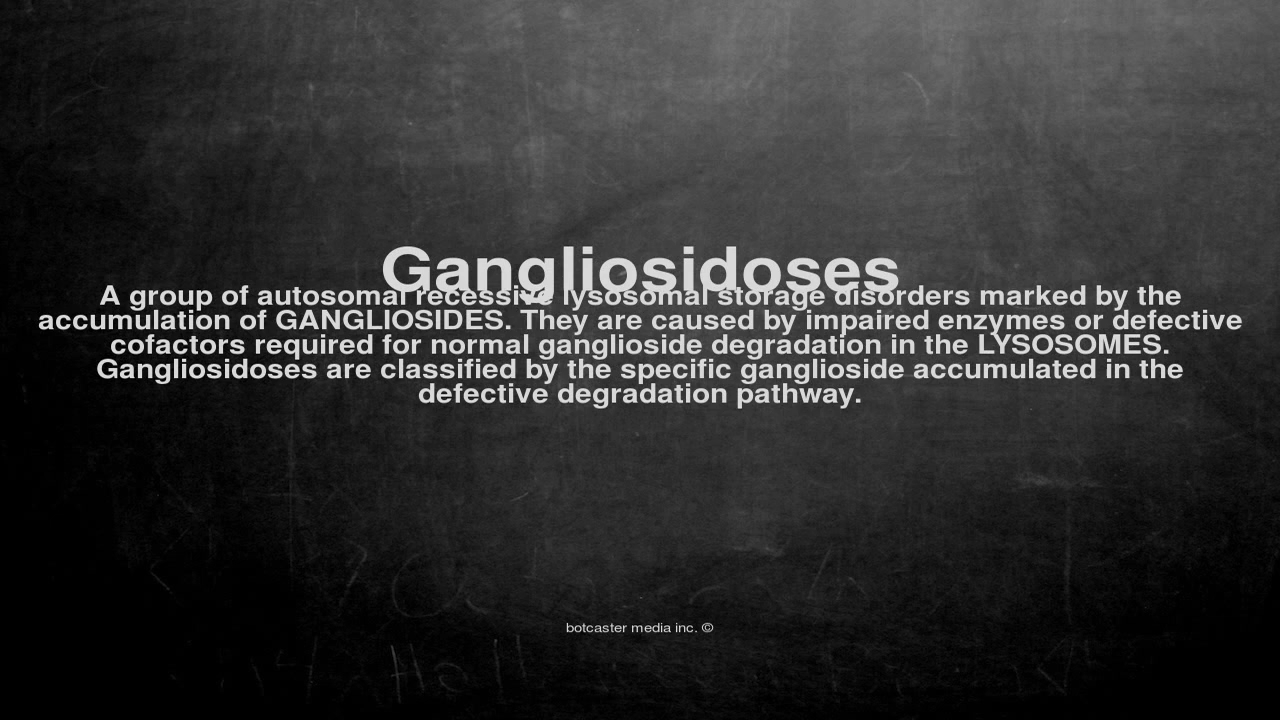 Gangliosidoses
A group of autosomal recessive lysosomal storage disorders marked by the
accumulation of GANGLIOSIDES. They are caused by impaired enzymes or defective
cofactors required for normal ganglioside degradation in the LYSOSOMES.
Gangliosidoses are classified by the specific ganglioside accumulated in the
defective degradation pathway.
botcaster media inc. ©